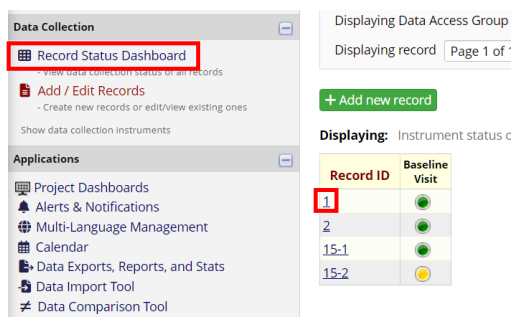 Data Collection
Record Status Dashboard
- View data collection status of all records
Add / Edit Records
- Create new records or edit/view existing ones
Show data collection instruments
Applications
Project Dashboards
Alerts & Notifications
Multi-Language Management
Calendar
Data Exports, Reports, and Stats
Data Import Tool
Data Comparison Tool
Displaying Data Access Group
Displaying record Page 1 of 1
+ Add new record
Displaying: Instrument status o
Record ID Baseline
Visit
1
2
15-1
15-2